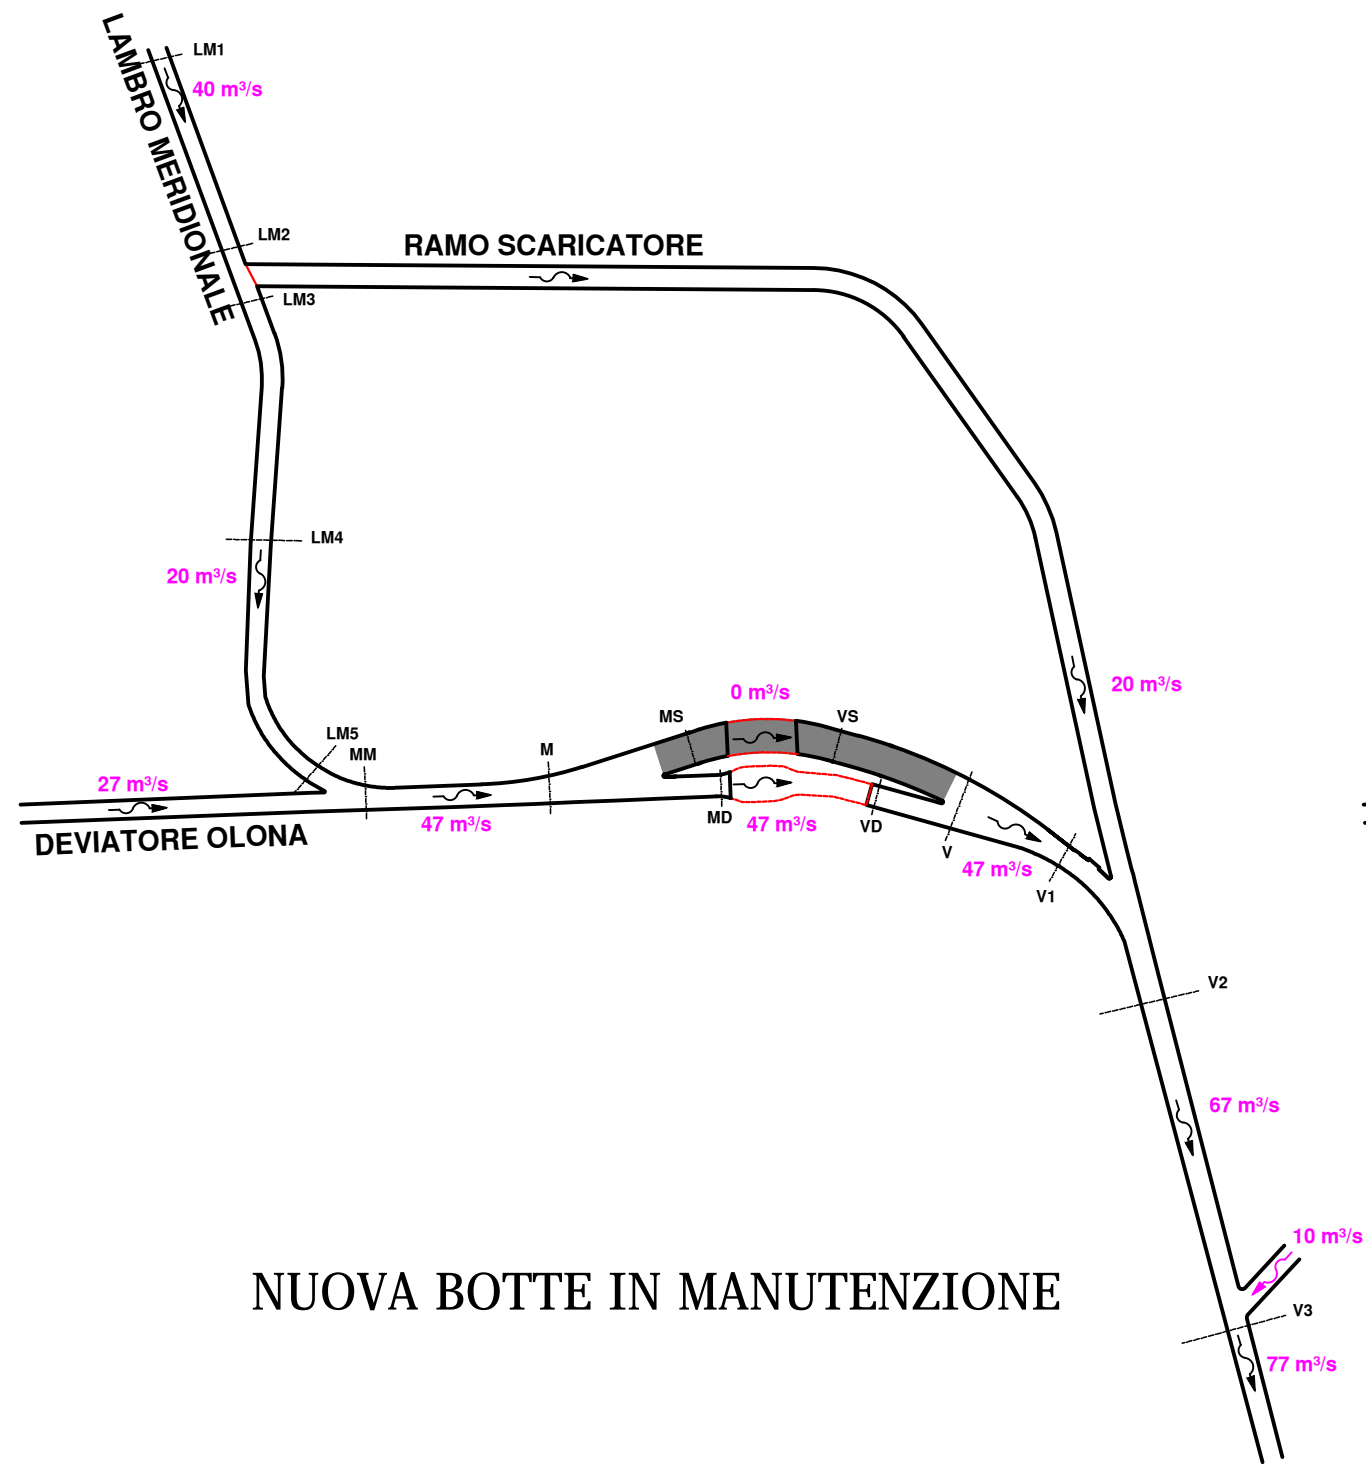 LM1
40 m³/s
LAMBRO MERIDIONALE
LM2
RAMO SCARICATORE
LM3
LM4
20 m³/s
20 m³/s
0 m³/s
MS
VS
LM5
MM
M
27 m³/s
DEVIATORE OLONA
47 m³/s
MD
47 m³/s
VD
V
47 m³/s
V1
V2
67 m³/s
10 m³/s
NUOVA BOTTE IN MANUTENZIONE
V3
77 m³/s